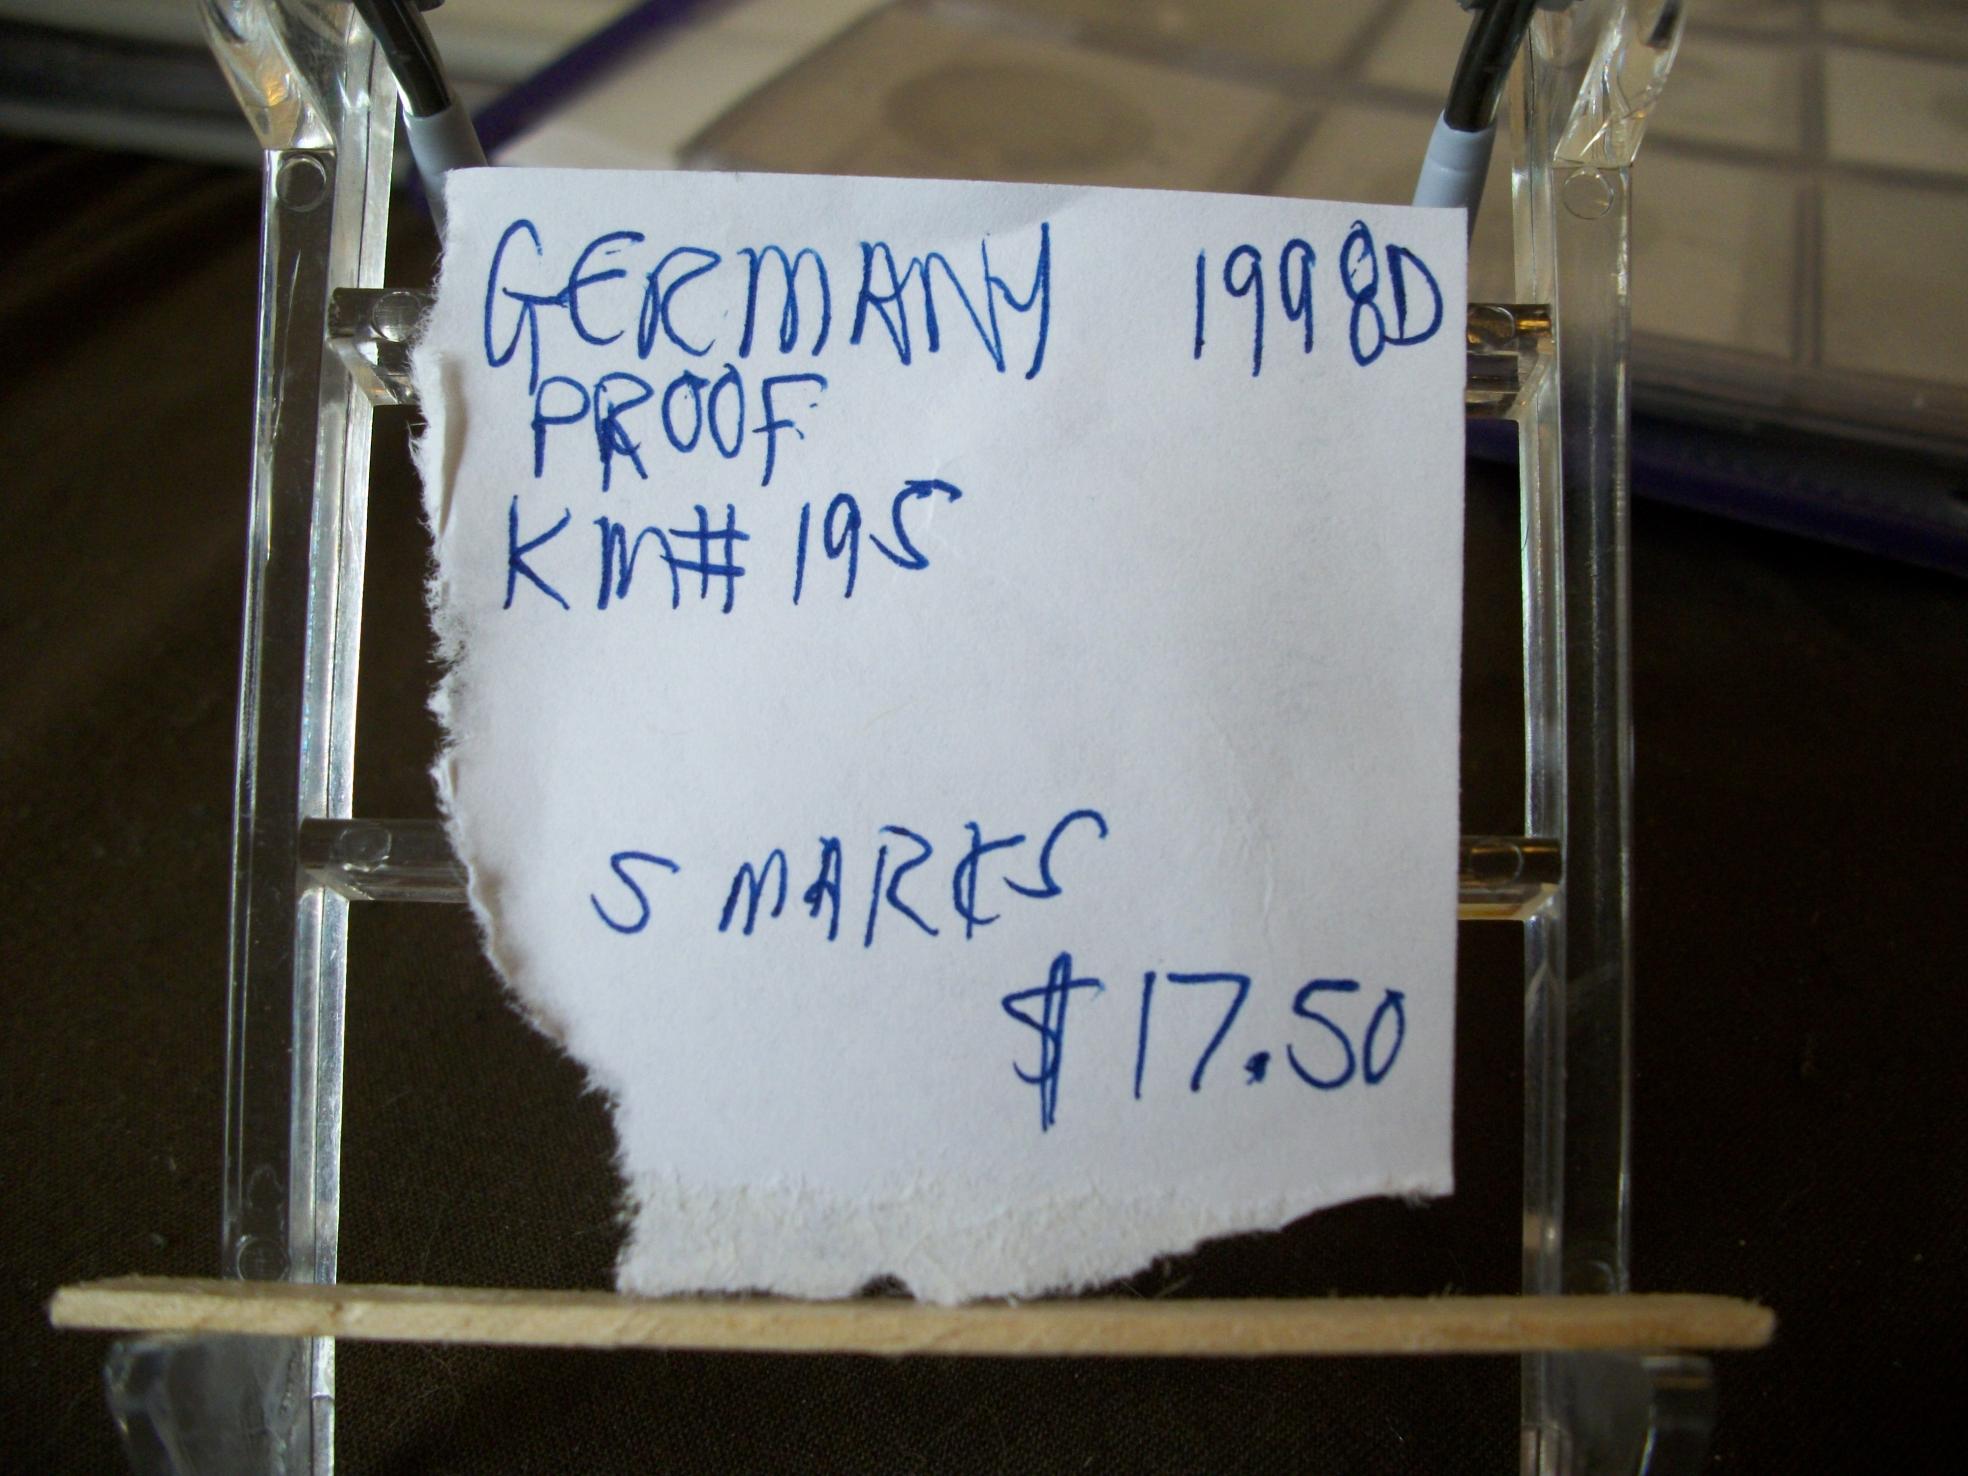 GERMANY 1998D
PROOF
KM# 195
5 MARKS
$17.50